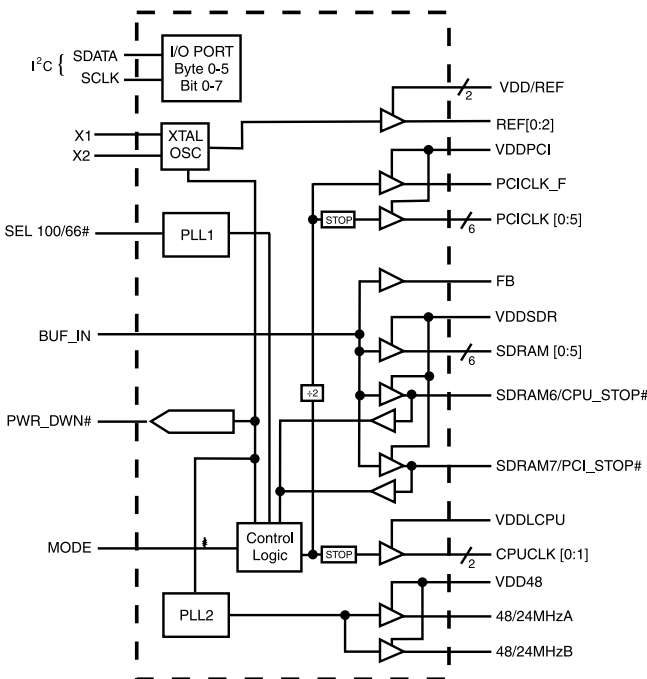 I²C { SDATA
SCLK
I/O PORT
Byte 0-5
Bit 0-7
X1
X2
XTAL
OSC
SEL 100/66#
PLL1
BUF_IN
PWR_DWN#
MODE
Control
Logic
PLL2
÷2
STOP
STOP
2
VDD/REF
REF[0:2]
VDDPCI
PCICLK_F
6
PCICLK [0:5]
FB
VDDSDR
6
SDRAM [0:5]
SDRAM6/CPU_STOP#
SDRAM7/PCI_STOP#
VDDLCPU
2
CPUCLK [0:1]
VDD48
48/24MHzA
48/24MHzB